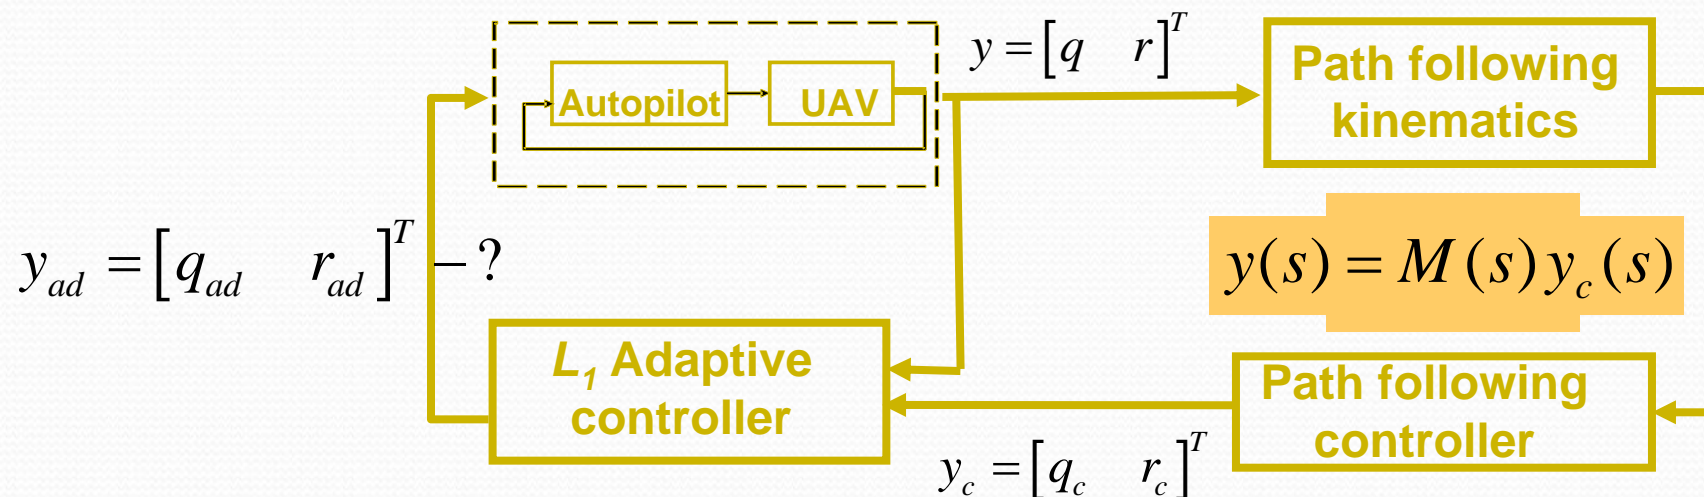 y = [q r]^T
Path following
kinematics
Autopilot
UAV
y_ad = [q_ad r_ad]^T – ?
y(s) = M(s) y_c(s)
L_1 Adaptive
controller
Path following
controller
y_c = [q_c r_c]^T